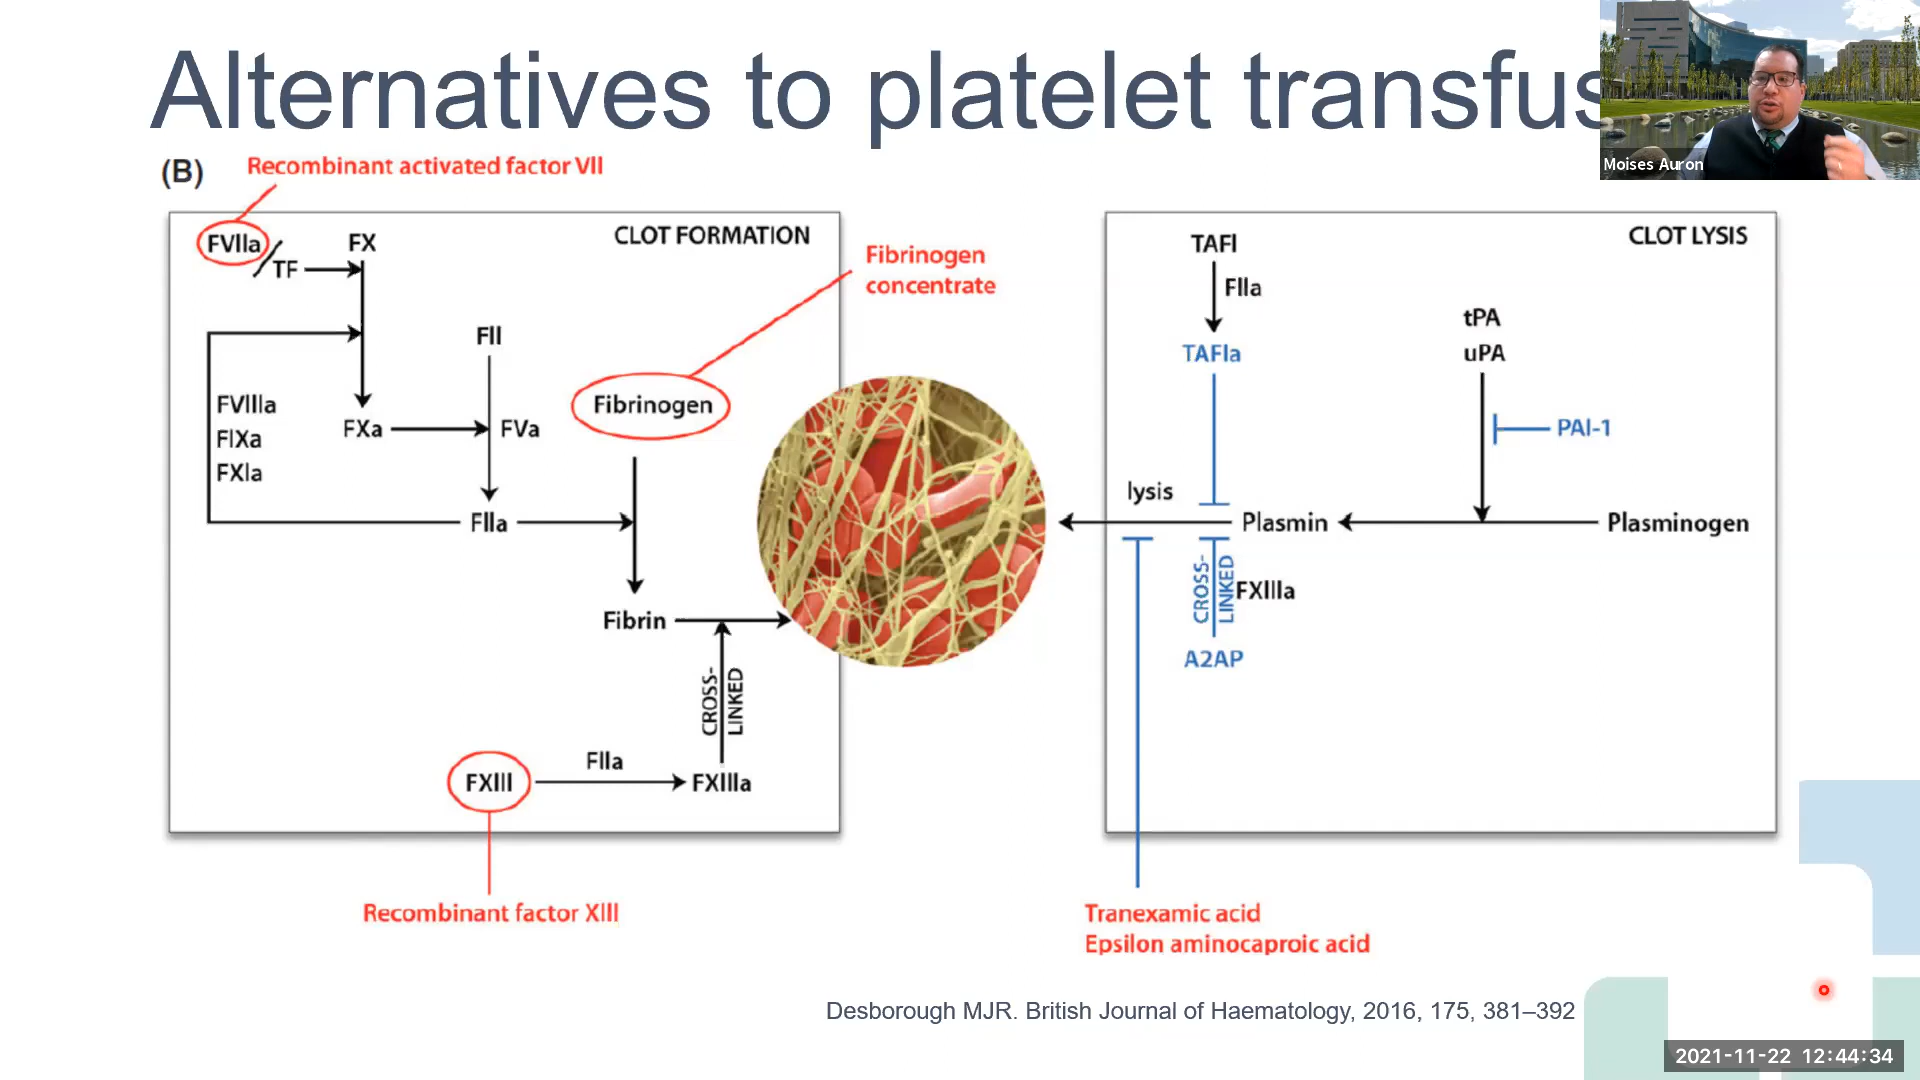 Alternatives to platelet transfus
Moises Auron
(B)
Recombinant activated factor VII
CLOT FORMATION
FVIIa
/TF
FX
FII
FVIIIa
FIXa
FXIa
FXa
FVa
FIIa
Fibrinogen
Fibrinogen
concentrate
Fibrin
CROSS-
LINKED
FXIII
FIIa
FXIIIa
Recombinant factor XIII
CLOT LYSIS
TAFI
FIIa
TAFIa
tPA
uPA
PAI-1
lysis
Plasmin
Plasminogen
CROSS-
LINKED
FXIIIa
A2AP
Tranexamic acid
Epsilon aminocaproic acid
Desborough MJR. British Journal of Haematology, 2016, 175, 381–392
2021-11-22 12:44:34